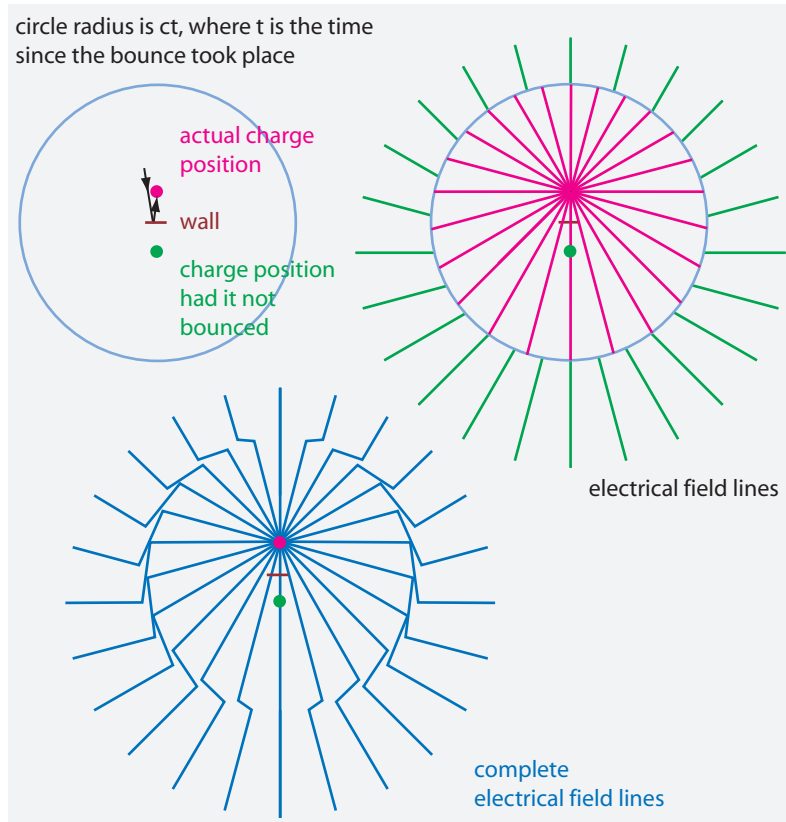 circle radius is ct, where t is the time
since the bounce took place
actual charge
position
wall
charge position
had it not
bounced
electrical field lines
complete
electrical field lines